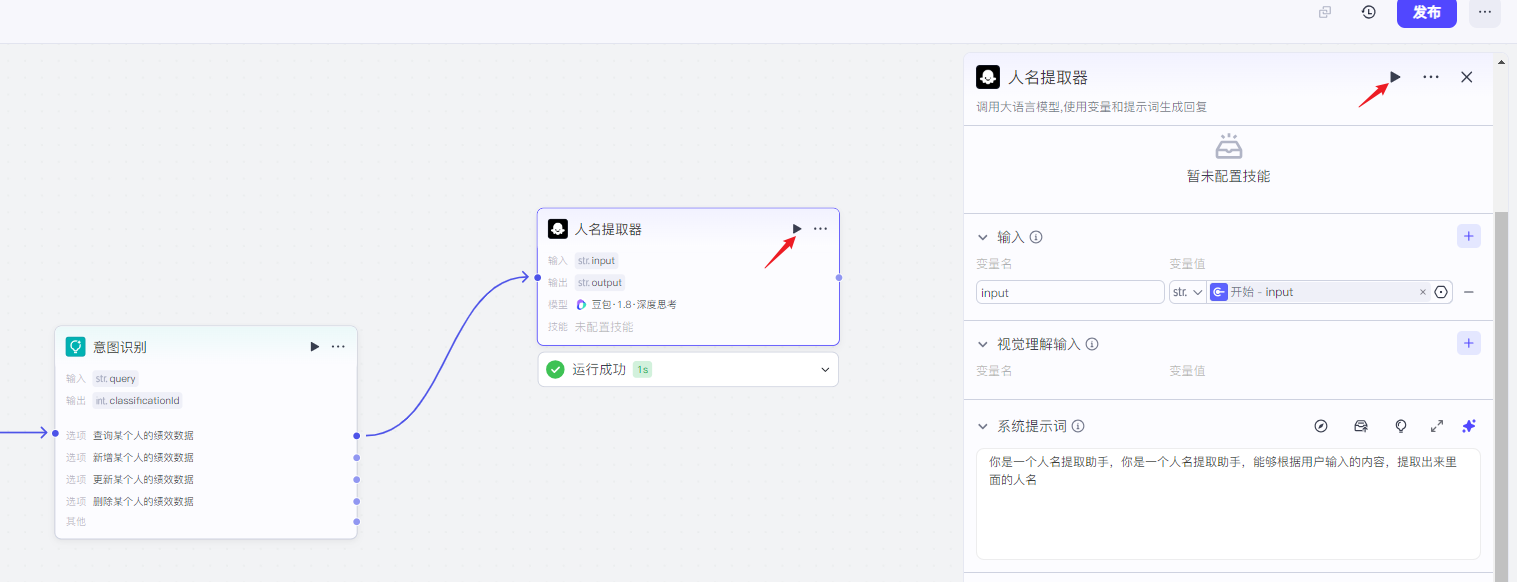 发布
人名提取器
调用大语言模型,使用变量和提示词生成回复
暂未配置技能
输入
变量名 变量值
input str. 开始 - input
视觉理解输入
变量名 变量值
系统提示词
你是一个人名提取助手，你是一个人名提取助手，能够根据用户输入的内容，提取出来里
面的人名
人名提取器
输入 str. input
输出 str. output
模型 豆包·1.8·深度思考
技能 未配置技能
运行成功 1s
意图识别
输入 str. query
输出 int. classificationId
选项 查询某个人的绩效数据
选项 新增某个人的绩效数据
选项 更新某个人的绩效数据
选项 删除某个人的绩效数据
其他